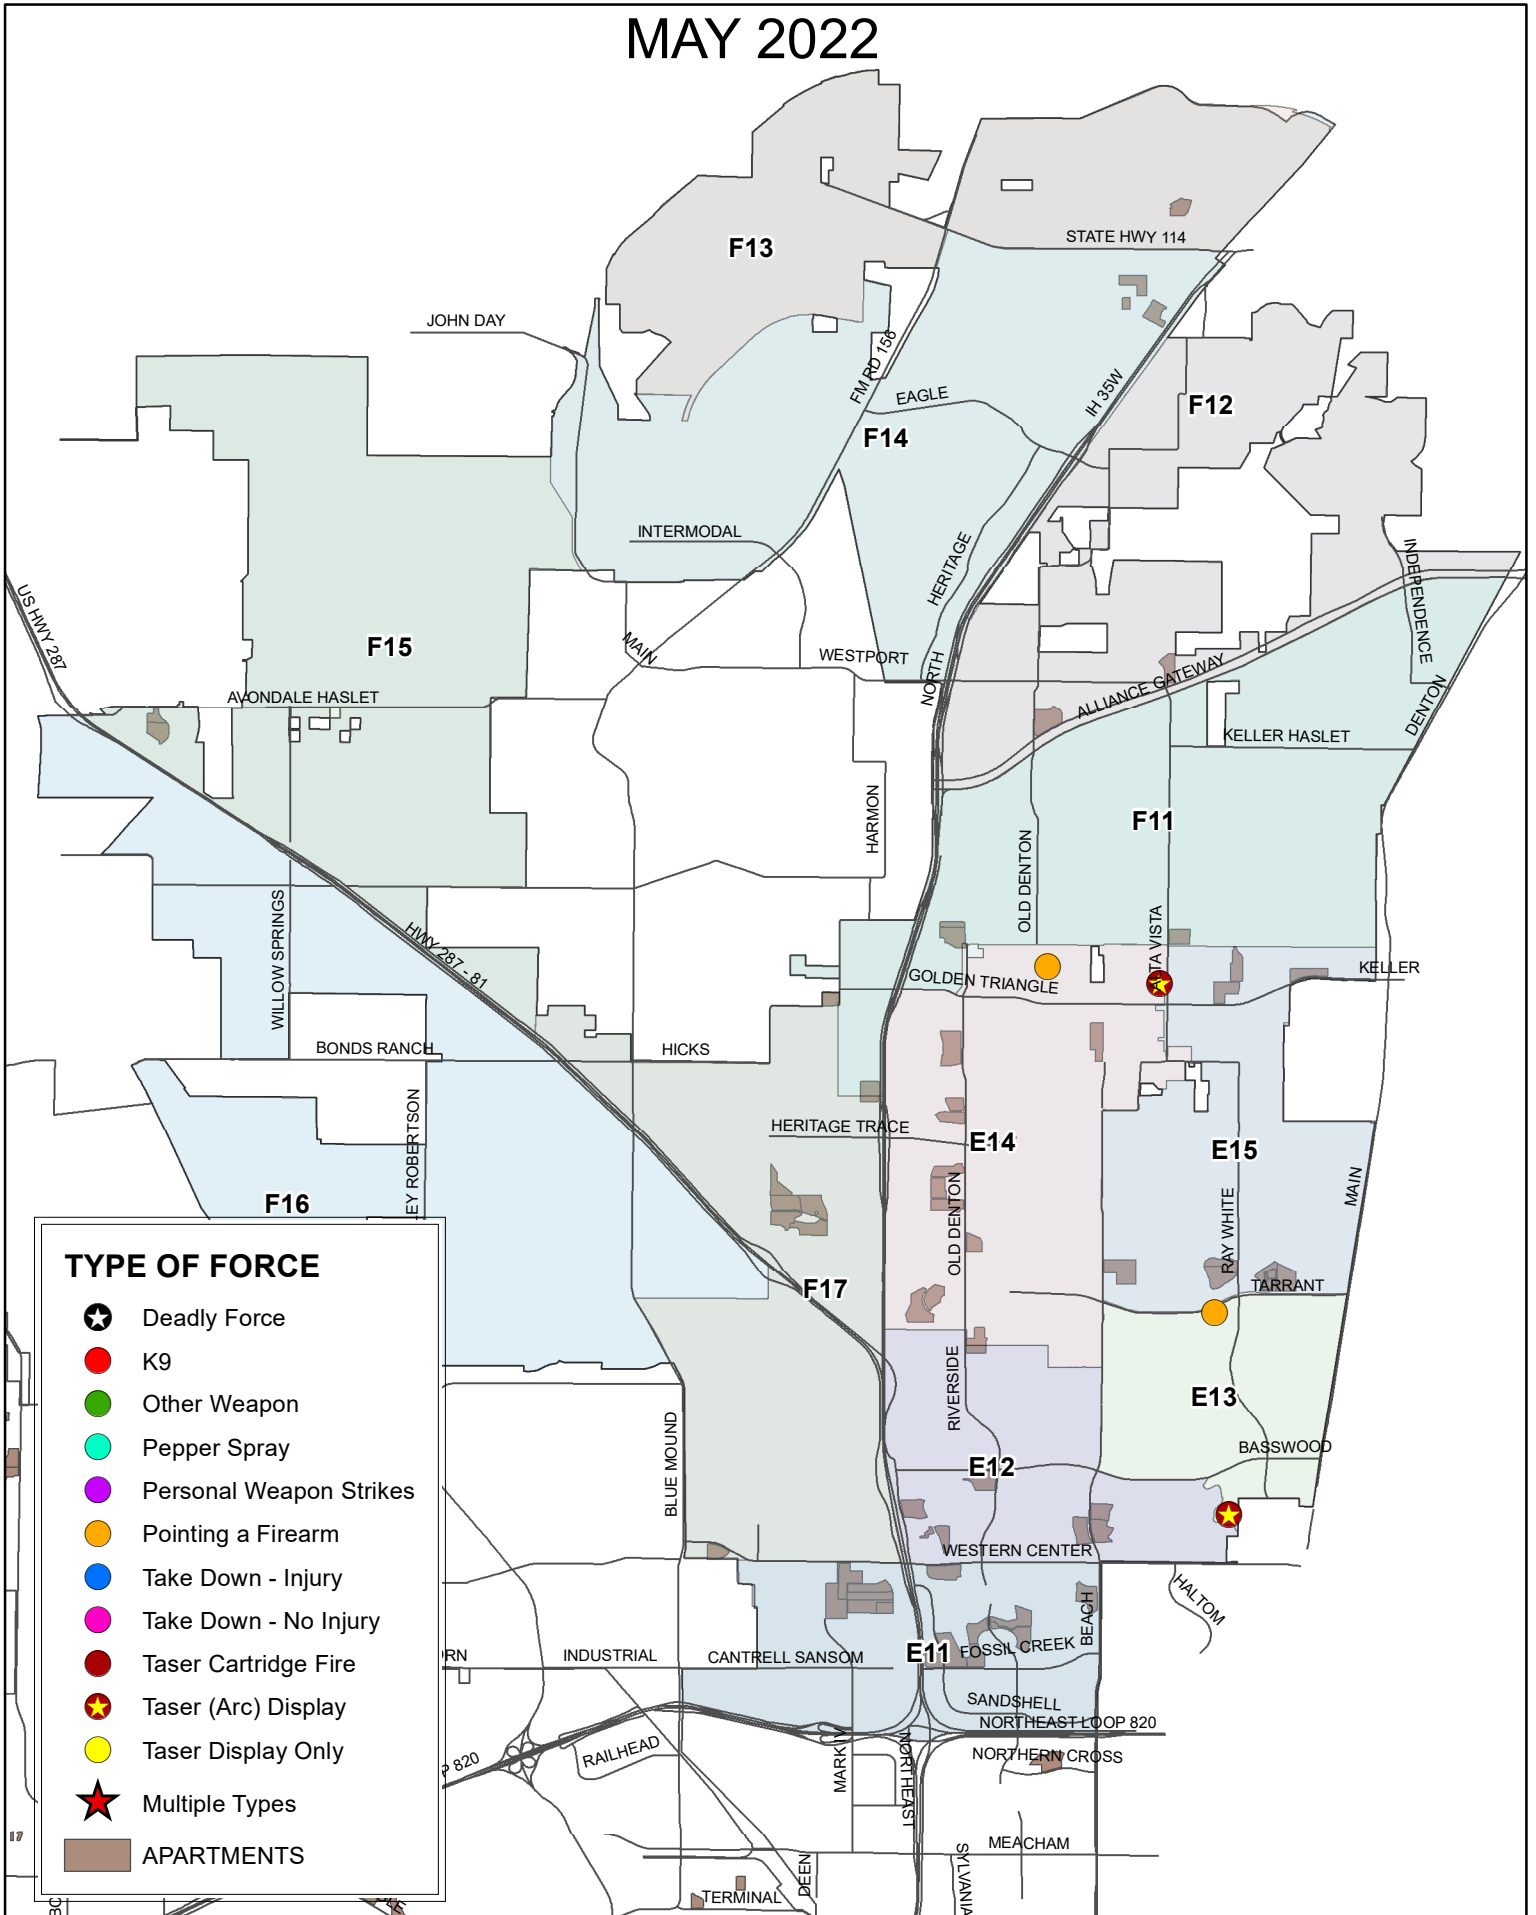 MAY 2022
F13
STATE HWY 114
JOHN DAY
FM RD 156
EAGLE
IH 35W
F12
F14
INTERMODAL
HERITAGE
INDEPENDENCE
US HWY 287
F15
MAIN
WESTPORT
NORTH
ALLIANCE GATEWAY
AVONDALE HASLET
DENTON
KELLER HASLET
HARMON
F11
OLD DENTON
WILLOW SPRINGS
HWY 287 - 81
ALTA VISTA
GOLDEN TRIANGLE
KELLER
BONDS RANCH
HICKS
EY ROBERTSON
HERITAGE TRACE
E14
E15
OLD DENTON
RAY WHITE
MAIN
F16
F17
TARRANT
RIVERSIDE
E13
BLUE MOUND
E12
BASSWOOD
WESTERN CENTER
HALTOM
BEACH
RN
INDUSTRIAL
CANTRELL SANSOM
E11
FOSSIL CREEK
SANDSHELL
NORTHEAST LOOP 820
P 820
RAILHEAD
MARK IV
NORTHEAST
NORTHERN CROSS
MEACHAM
DEEN
SYLVANIA
TERMINAL
TYPE OF FORCE
Deadly Force
K9
Other Weapon
Pepper Spray
Personal Weapon Strikes
Pointing a Firearm
Take Down - Injury
Take Down - No Injury
Taser Cartridge Fire
Taser (Arc) Display
Taser Display Only
Multiple Types
APARTMENTS